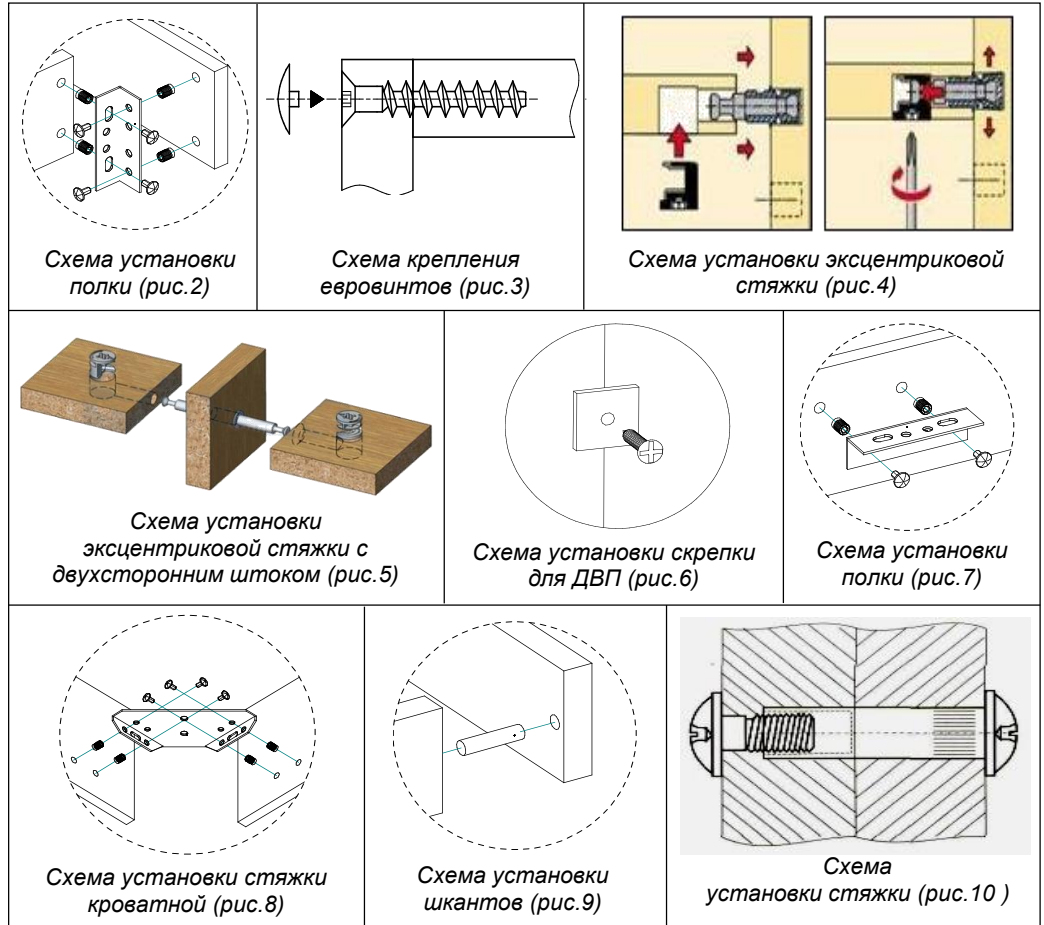 Схема установки
полки (рис.2)
Схема крепления
евровинтов (рис.3)
Схема установки эксцентриковой
стяжки (рис.4)
Схема установки
эксцентриковой стяжки с
двухсторонним штоком (рис.5)
Схема установки скрепки
для ДВП (рис.6)
Схема установки
полки (рис.7)
Схема установки стяжки
кроватной (рис.8)
Схема установки
шкантов (рис.9)
Схема
установки стяжки (рис.10 )